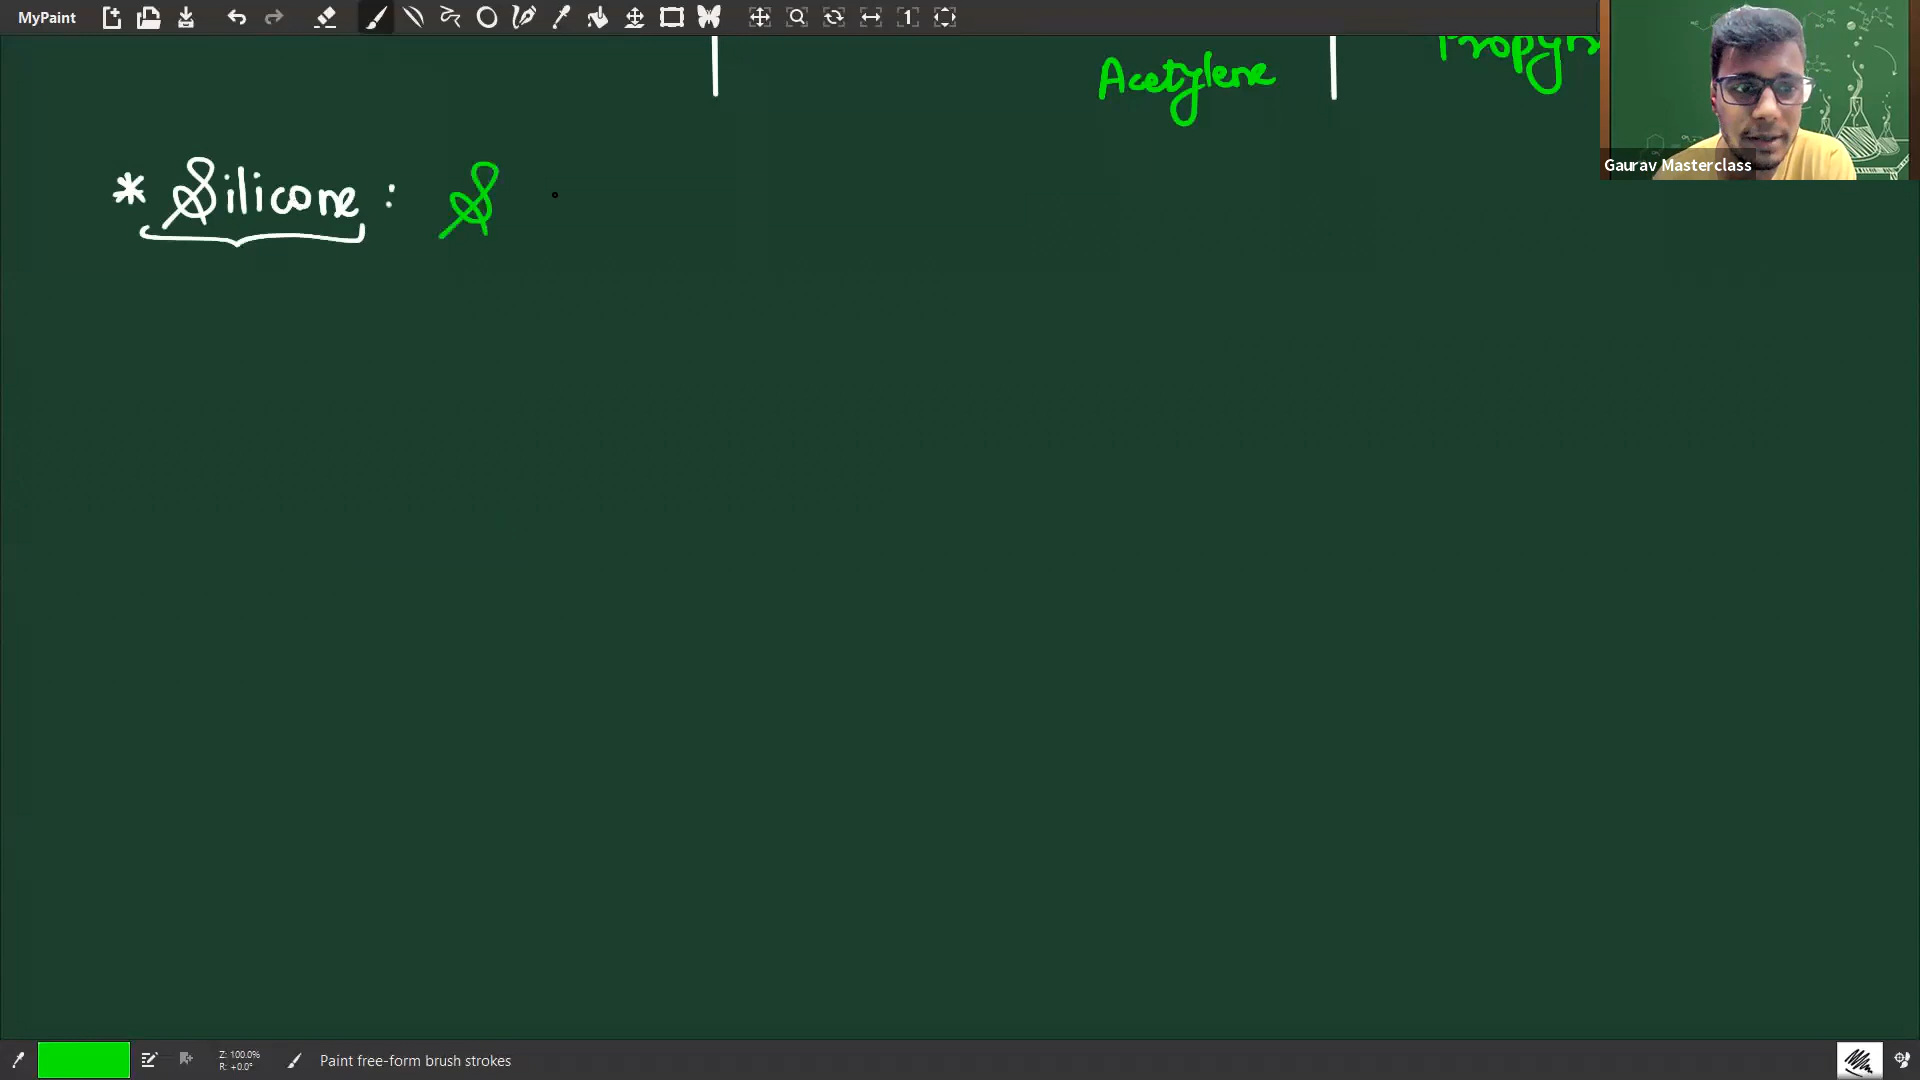 MyPaint
Acetylene
Gaurav Masterclass
* Silicone : S
Z: 100.0%
R: +0.0°
Paint free-form brush strokes